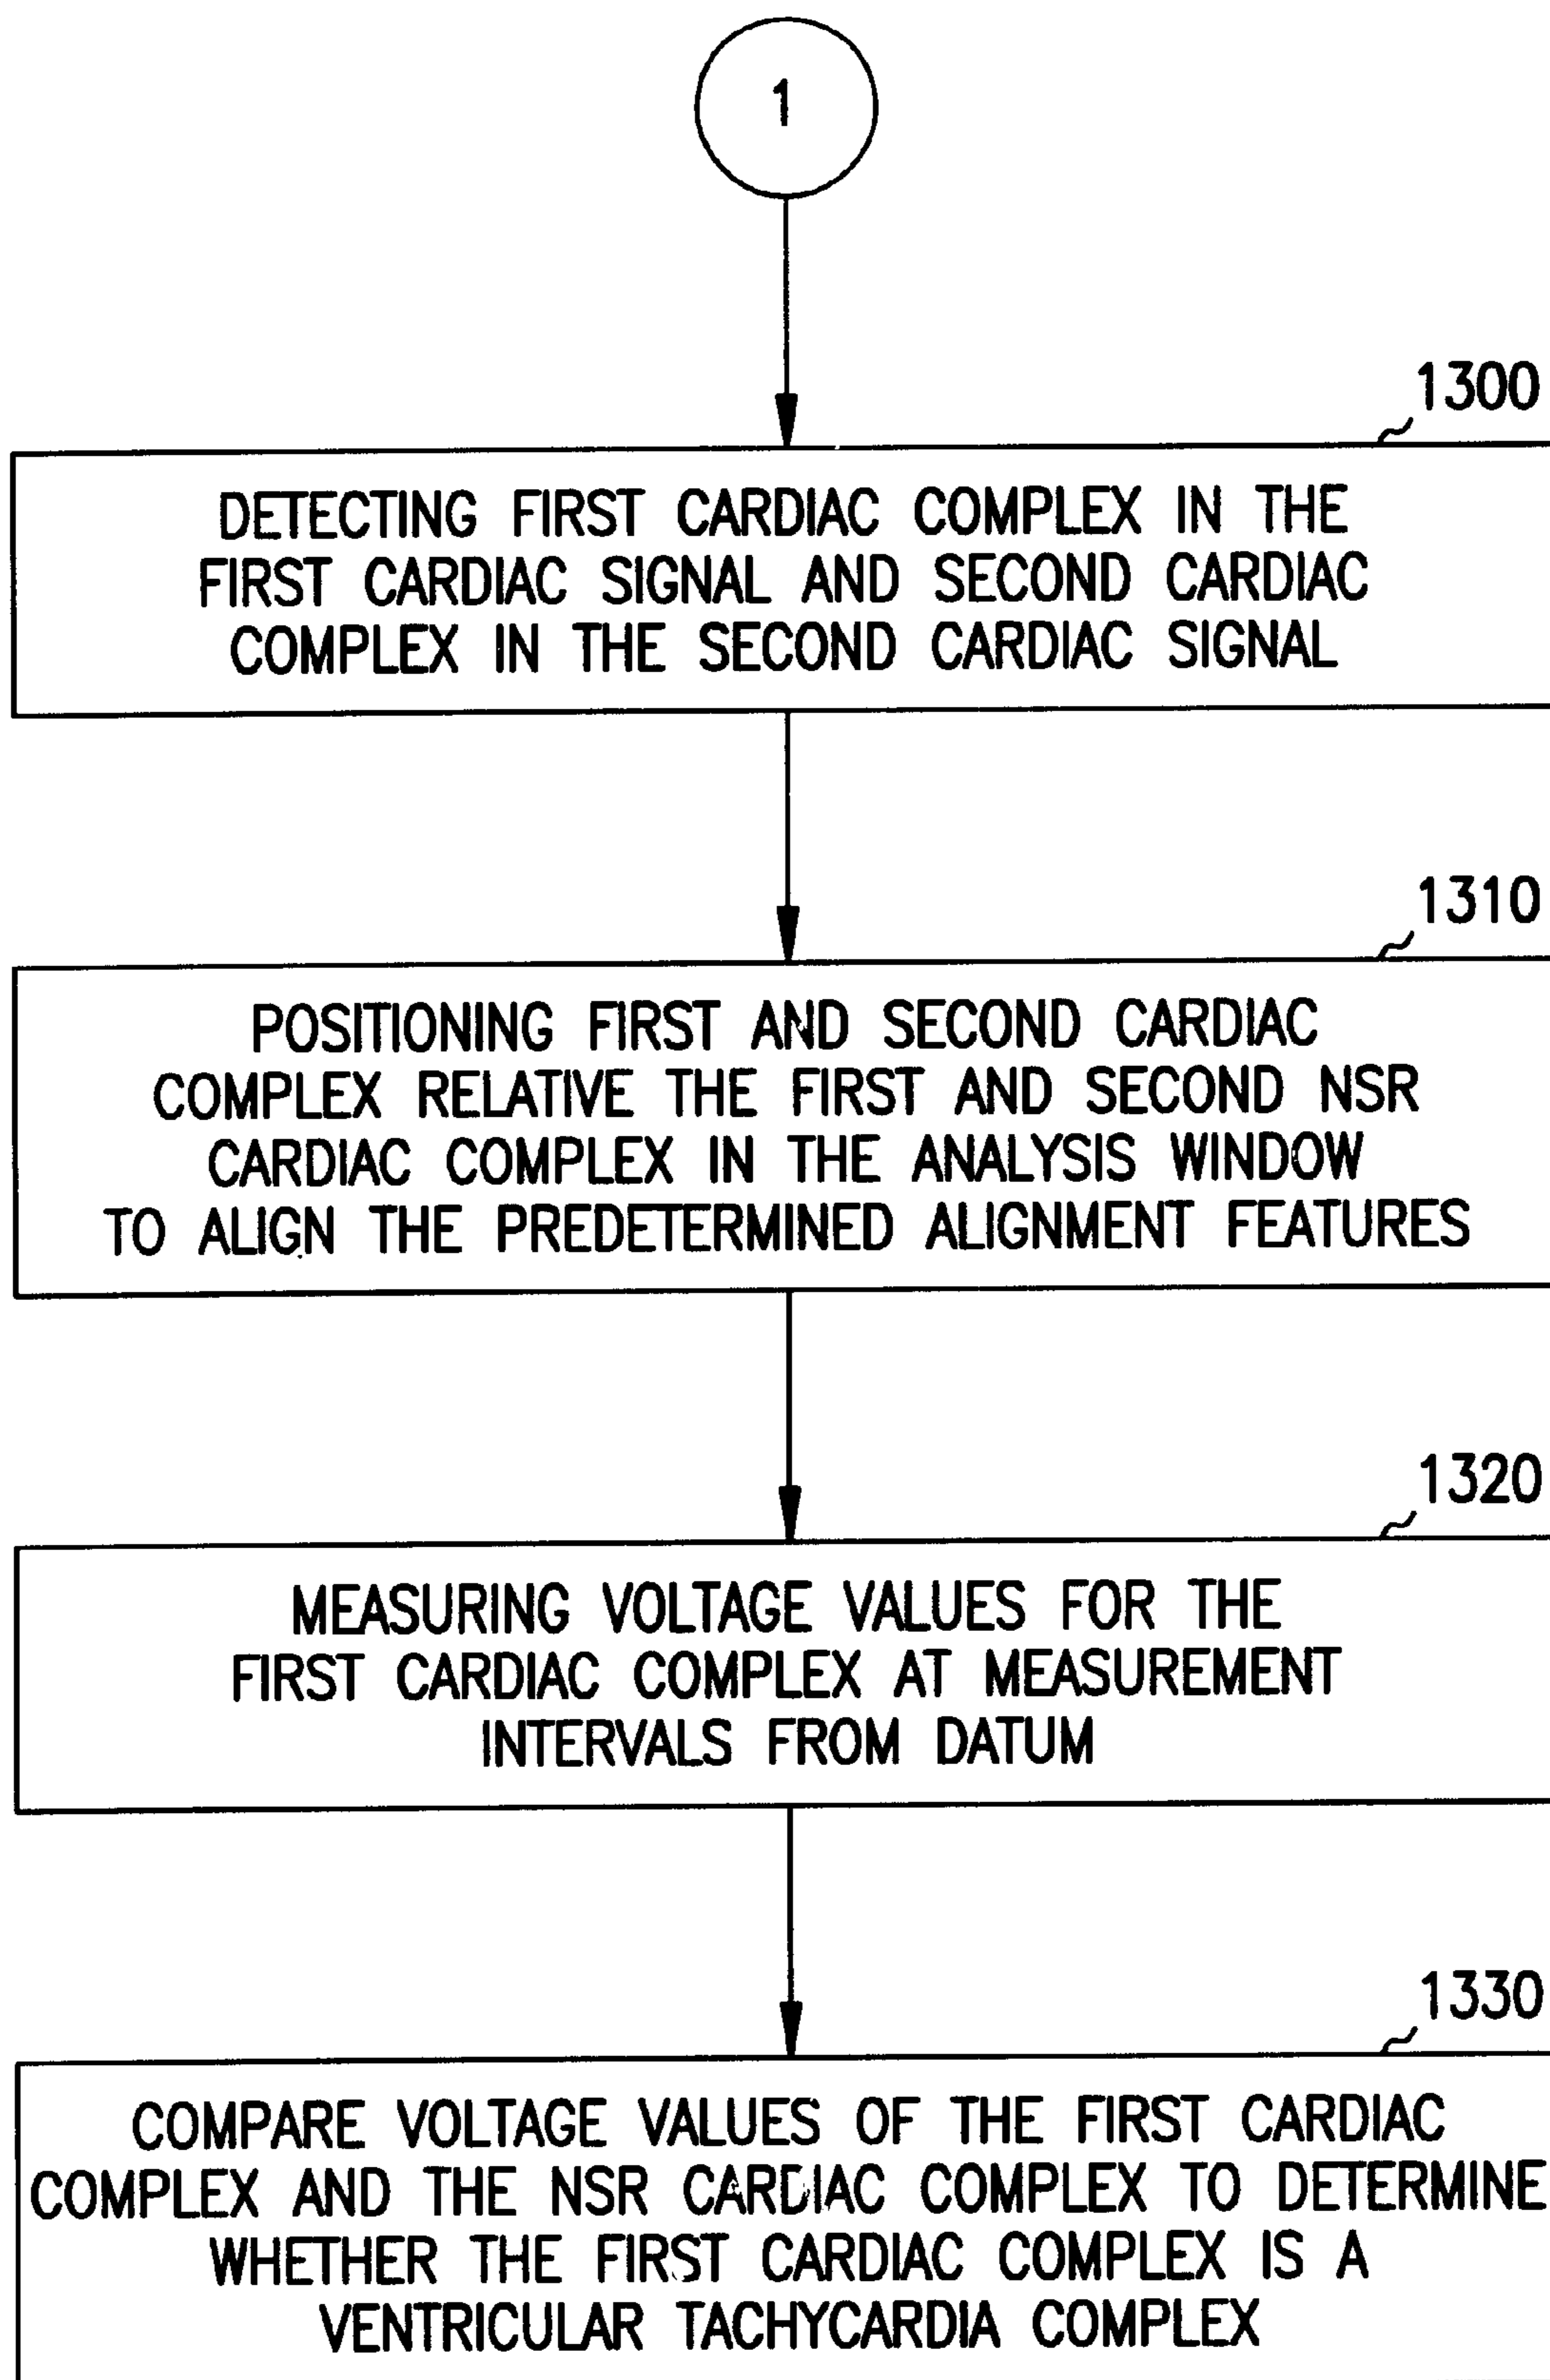 1
1300
DETECTING FIRST CARDIAC COMPLEX IN THE
FIRST CARDIAC SIGNAL AND SECOND CARDIAC
COMPLEX IN THE SECOND CARDIAC SIGNAL
1310
POSITIONING FIRST AND SECOND CARDIAC
COMPLEX RELATIVE THE FIRST AND SECOND NSR
CARDIAC COMPLEX IN THE ANALYSIS WINDOW
TO ALIGN THE PREDETERMINED ALIGNMENT FEATURES
1320
MEASURING VOLTAGE VALUES FOR THE
FIRST CARDIAC COMPLEX AT MEASUREMENT
INTERVALS FROM DATUM
1330
COMPARE VOLTAGE VALUES OF THE FIRST CARDIAC
COMPLEX AND THE NSR CARDIAC COMPLEX TO DETERMINE
WHETHER THE FIRST CARDIAC COMPLEX IS A
VENTRICULAR TACHYCARDIA COMPLEX